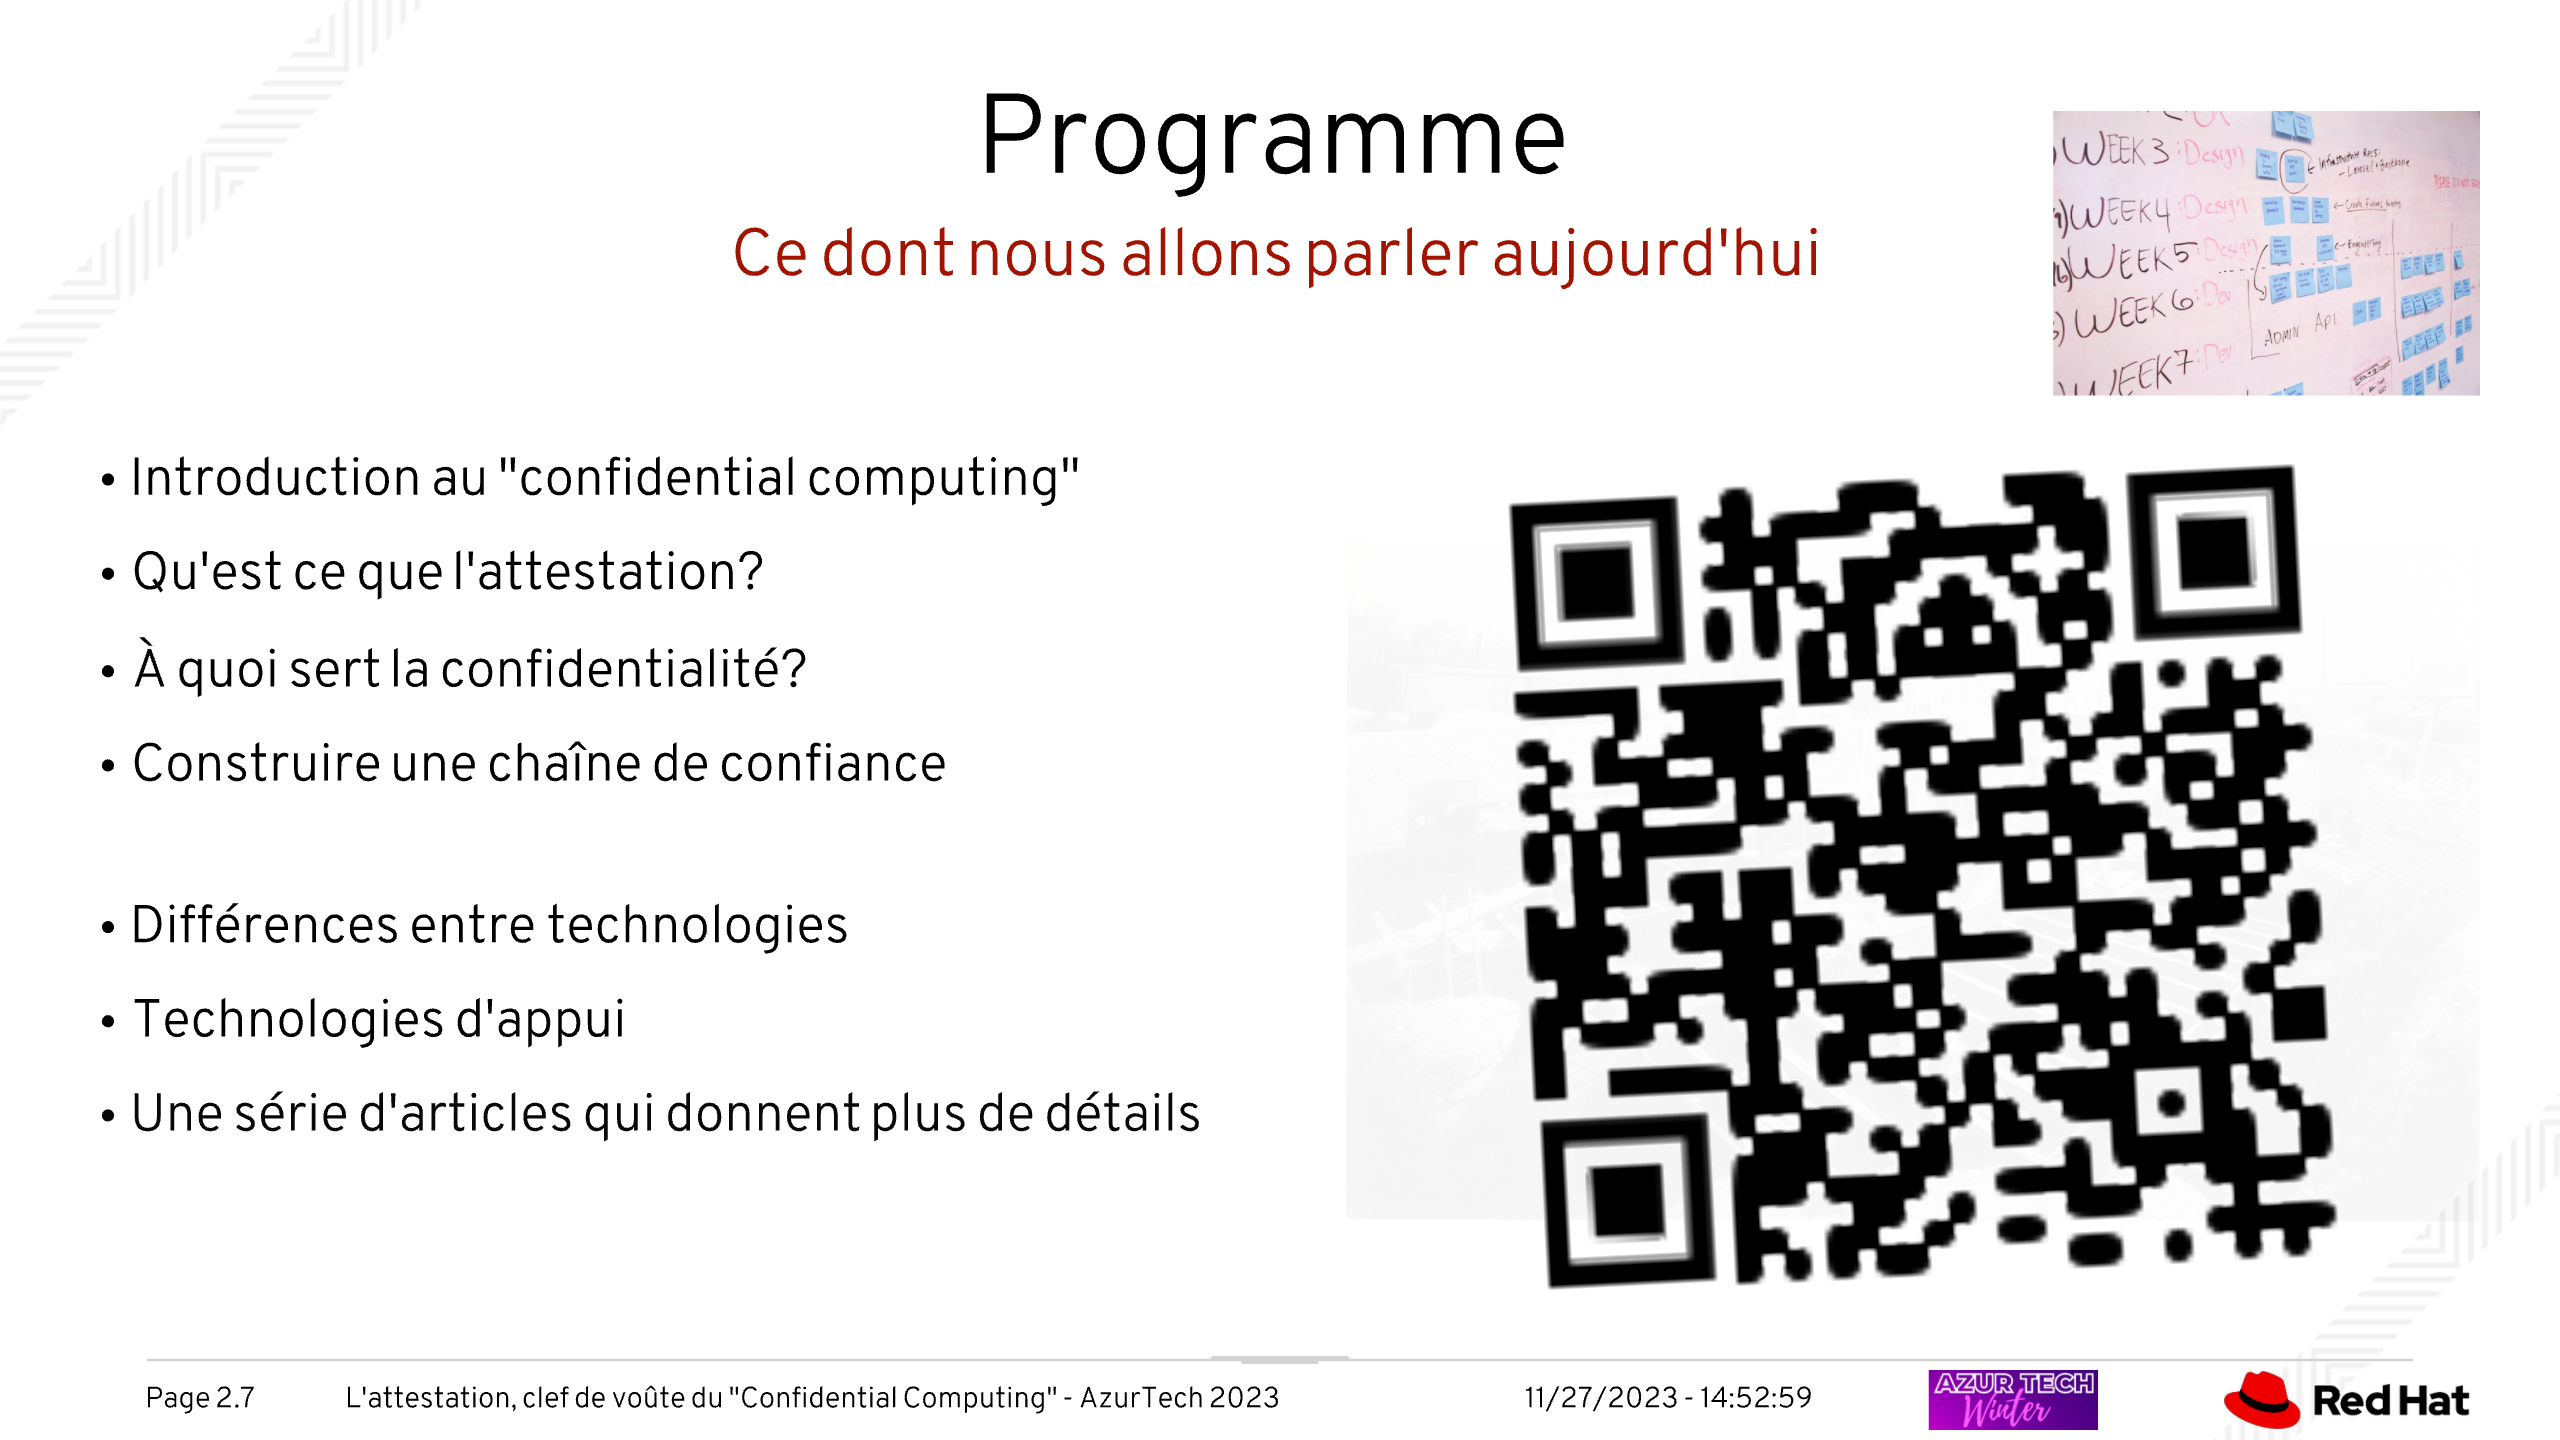 Programme
Ce dont nous allons parler aujourd'hui
WEEK 3 : Design
Infrastructure Recs:
WEEK 4 : Design
WEEK 5 : Design
Engineering
WEEK 6 : Dev
ADMIN API
WEEK 7 : Dev
• Introduction au "confidential computing"
• Qu'est ce que l'attestation?
• À quoi sert la confidentialité?
• Construire une chaîne de confiance
• Différences entre technologies
• Technologies d'appui
• Une série d'articles qui donnent plus de détails
Page 2.7 L'attestation, clef de voûte du "Confidential Computing" - AzurTech 2023 11/27/2023 - 14:52:59
AZUR TECH
Winter
Red Hat